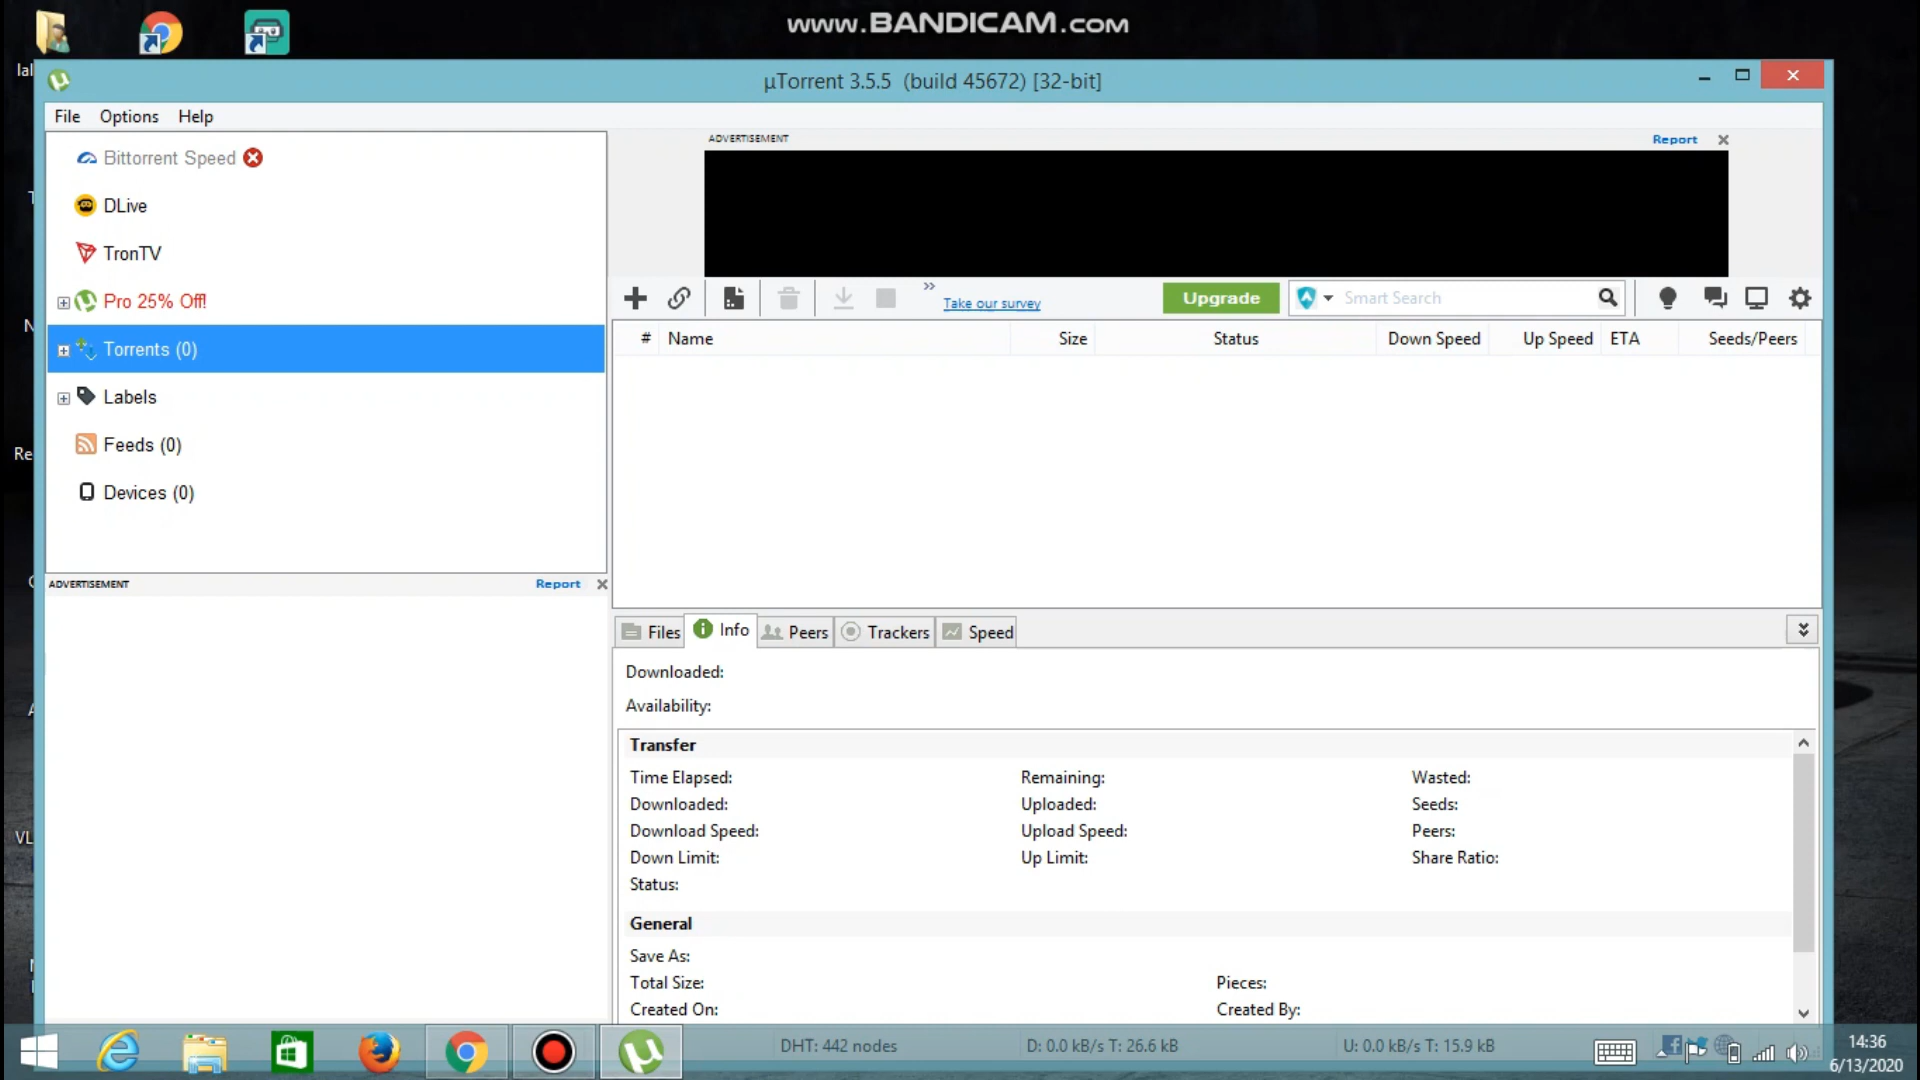 www.BANDICAM.com
lal
µTorrent 3.5.5 (build 45672) [32-bit]
File Options Help
Bittorrent Speed
DLive
TronTV
Pro 25% Off!
Torrents (0)
Labels
Feeds (0)
Devices (0)
ADVERTISEMENT Report
ADVERTISEMENT Report
Take our survey
Upgrade
Smart Search
# Name Size Status Down Speed Up Speed ETA Seeds/Peers
Files Info Peers Trackers Speed
Downloaded:
Availability:
Transfer
Time Elapsed: Remaining: Wasted:
Downloaded: Uploaded: Seeds:
Download Speed: Upload Speed: Peers:
Down Limit: Up Limit: Share Ratio:
Status:
General
Save As:
Total Size: Pieces:
Created On: Created By:
Re
VL
DHT: 442 nodes D: 0.0 kB/s T: 26.6 kB U: 0.0 kB/s T: 15.9 kB
14:36
6/13/2020